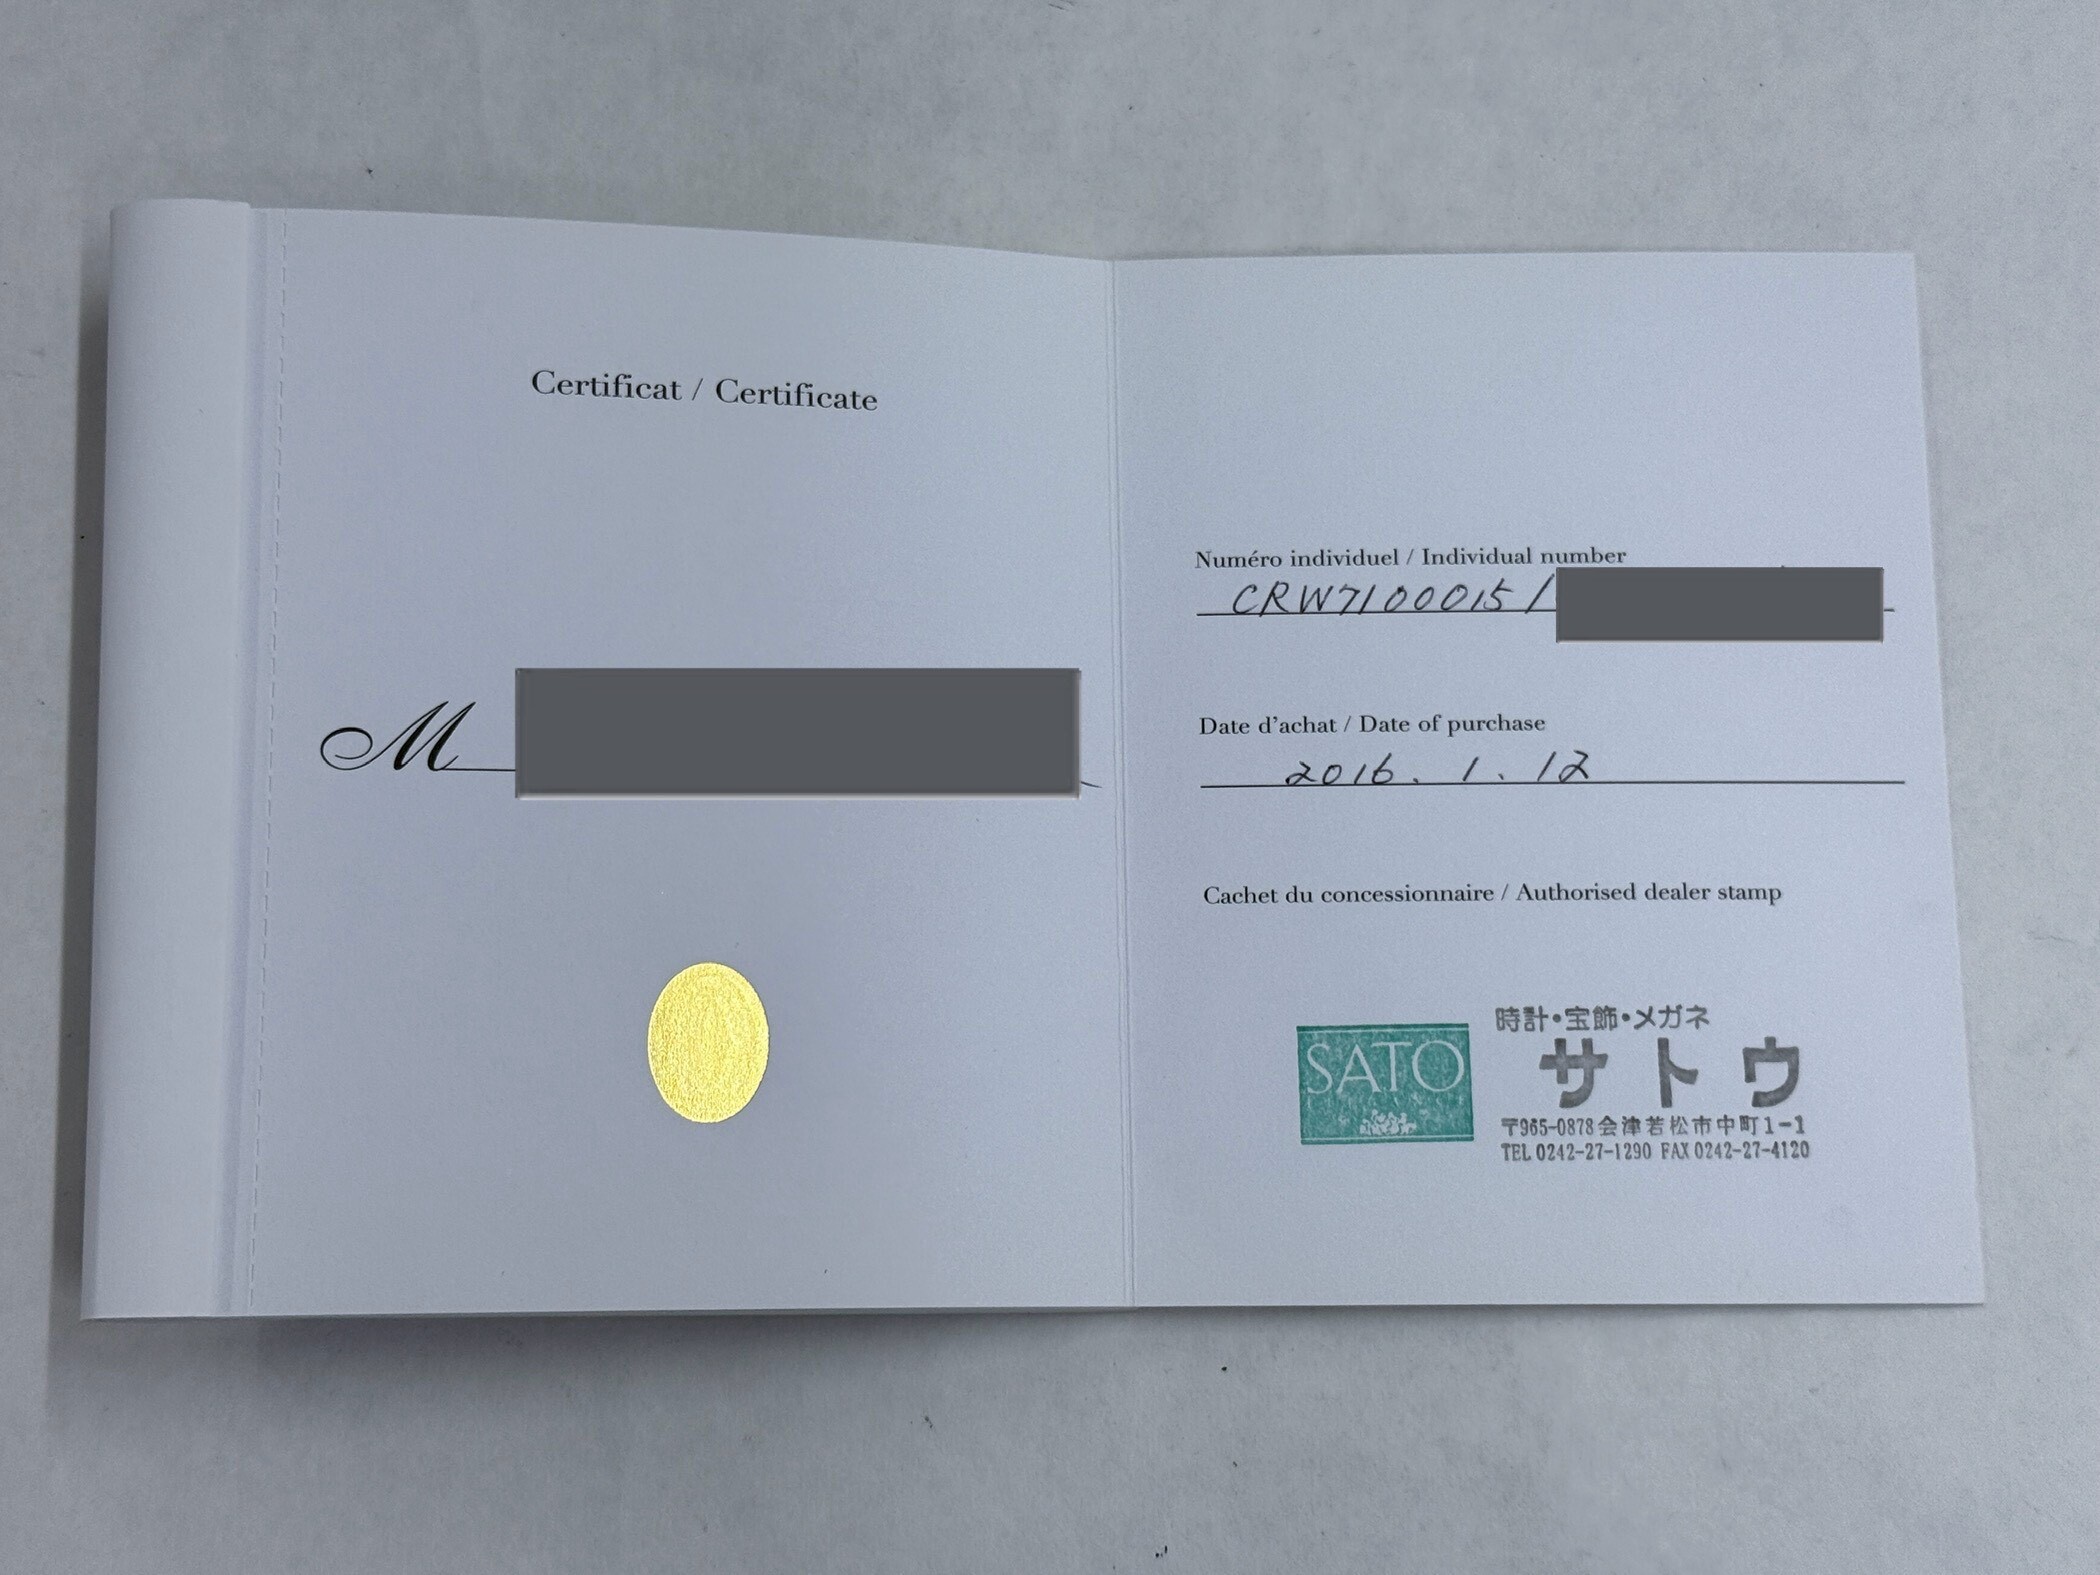 Certificat / Certificate
M
Numéro individuel / Individual number
CRW7100015 /
Date d'achat / Date of purchase
2016. 1. 12
Cachet du concessionnaire / Authorised dealer stamp
SATO
時計・宝飾・メガネ
サトウ
〒965-0878 会津若松市中町1-1
TEL 0242-27-1290 FAX 0242-27-4120